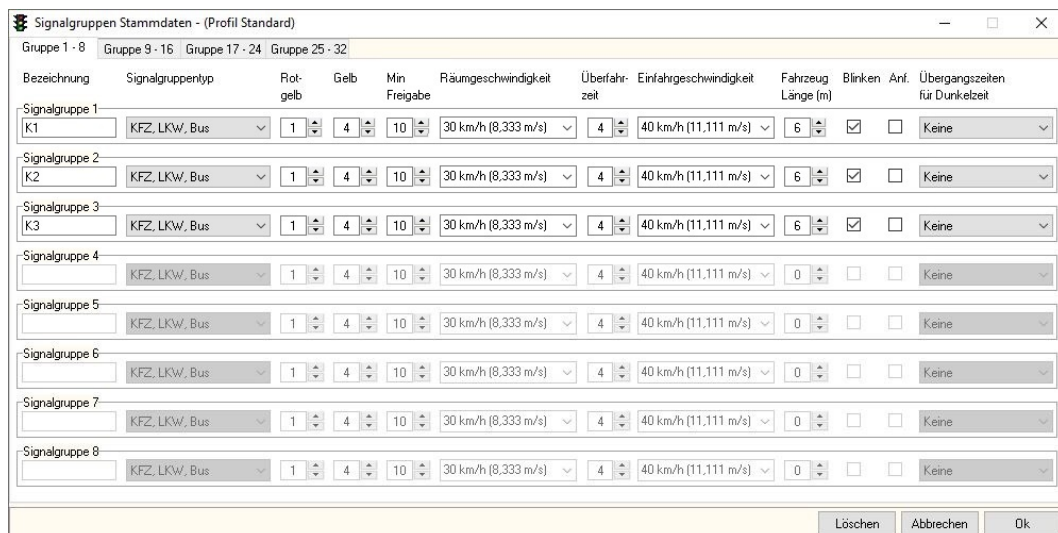 Signalgruppen Stammdaten - (Profil Standard)
Gruppe 1 - 8 Gruppe 9 - 16 Gruppe 17 - 24 Gruppe 25 - 32
Bezeichnung Signalgruppentyp Rot- Gelb Min Räumgeschwindigkeit Überfahr- Einfahrgeschwindigkeit Fahrzeug Blinken Anf. Übergangszeiten
gelb Freigabe zeit Länge (m) für Dunkelzeit
Signalgruppe 1
K1 KFZ, LKW, Bus 1 4 10 30 km/h (8,333 m/s) 4 40 km/h (11,111 m/s) 6 Keine
Signalgruppe 2
K2 KFZ, LKW, Bus 1 4 10 30 km/h (8,333 m/s) 4 40 km/h (11,111 m/s) 6 Keine
Signalgruppe 3
K3 KFZ, LKW, Bus 1 4 10 30 km/h (8,333 m/s) 4 40 km/h (11,111 m/s) 6 Keine
Signalgruppe 4
KFZ, LKW, Bus 1 4 10 30 km/h (8,333 m/s) 4 40 km/h (11,111 m/s) 0 Keine
Signalgruppe 5
KFZ, LKW, Bus 1 4 10 30 km/h (8,333 m/s) 4 40 km/h (11,111 m/s) 0 Keine
Signalgruppe 6
KFZ, LKW, Bus 1 4 10 30 km/h (8,333 m/s) 4 40 km/h (11,111 m/s) 0 Keine
Signalgruppe 7
KFZ, LKW, Bus 1 4 10 30 km/h (8,333 m/s) 4 40 km/h (11,111 m/s) 0 Keine
Signalgruppe 8
KFZ, LKW, Bus 1 4 10 30 km/h (8,333 m/s) 4 40 km/h (11,111 m/s) 0 Keine
Löschen Abbrechen Ok